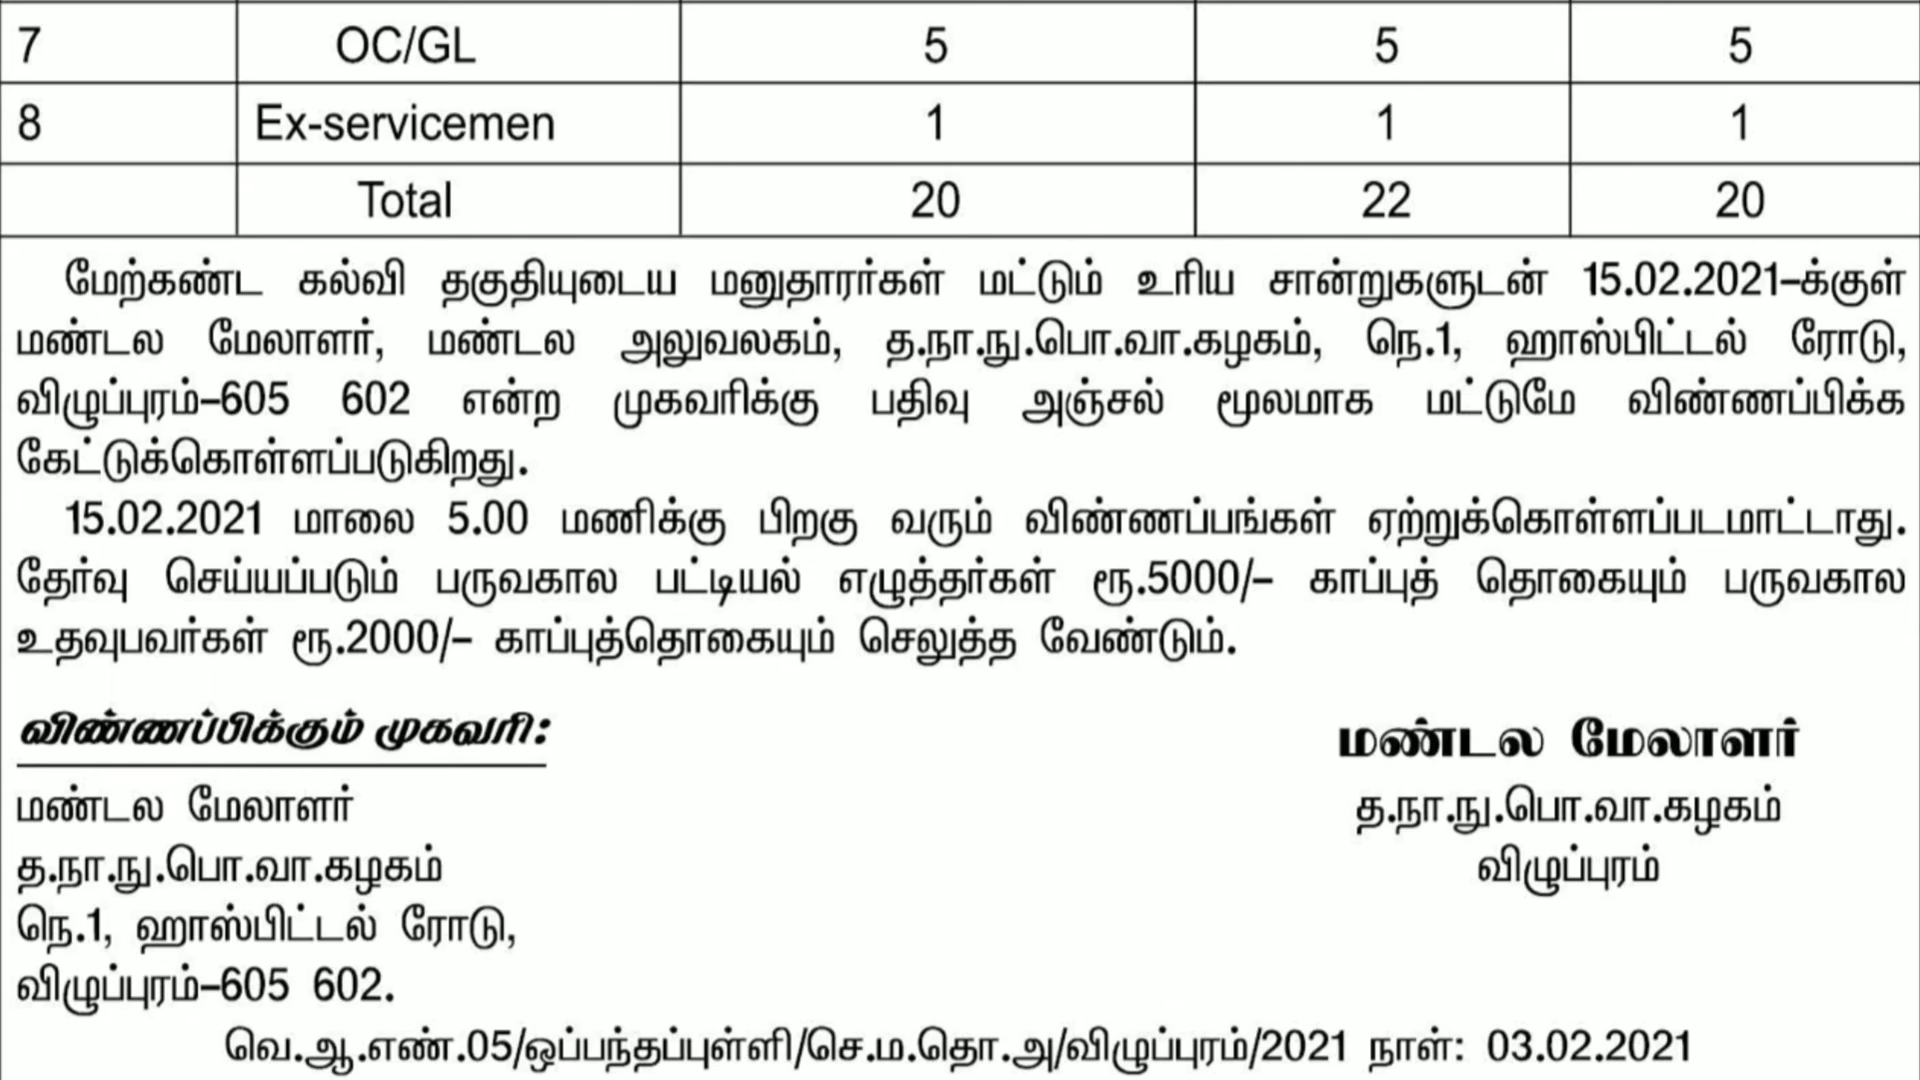 7 OC/GL 5 5 5
8 Ex-servicemen 1 1 1
Total 20 22 20
மேற்கண்ட கல்வி தகுதியுடைய மனுதாரர்கள் மட்டும் உரிய சான்றுகளுடன் 15.02.2021–க்குள்
மண்டல மேலாளர், மண்டல அலுவலகம், த.நா.நு.பொ.வா.கழகம், நெ.1, ஹாஸ்பிட்டல் ரோடு,
விழுப்புரம்–605 602 என்ற முகவரிக்கு பதிவு அஞ்சல் மூலமாக மட்டுமே விண்ணப்பிக்க
கேட்டுக்கொள்ளப்படுகிறது.
15.02.2021 மாலை 5.00 மணிக்கு பிறகு வரும் விண்ணப்பங்கள் ஏற்றுக்கொள்ளப்படமாட்டாது.
தேர்வு செய்யப்படும் பருவகால பட்டியல் எழுத்தர்கள் ரூ.5000/– காப்புத் தொகையும் பருவகால
உதவுபவர்கள் ரூ.2000/– காப்புத்தொகையும் செலுத்த வேண்டும்.
விண்ணப்பிக்கும் முகவரி:
மண்டல மேலாளர்
த.நா.நு.பொ.வா.கழகம்
நெ.1, ஹாஸ்பிட்டல் ரோடு,
விழுப்புரம்–605 602.
மண்டல மேலாளர்
த.நா.நு.பொ.வா.கழகம்
விழுப்புரம்
வெ.ஆ.எண்.05/ஒப்பந்தப்புள்ளி/செ.ம.தொ.அ/விழுப்புரம்/2021 நாள்: 03.02.2021